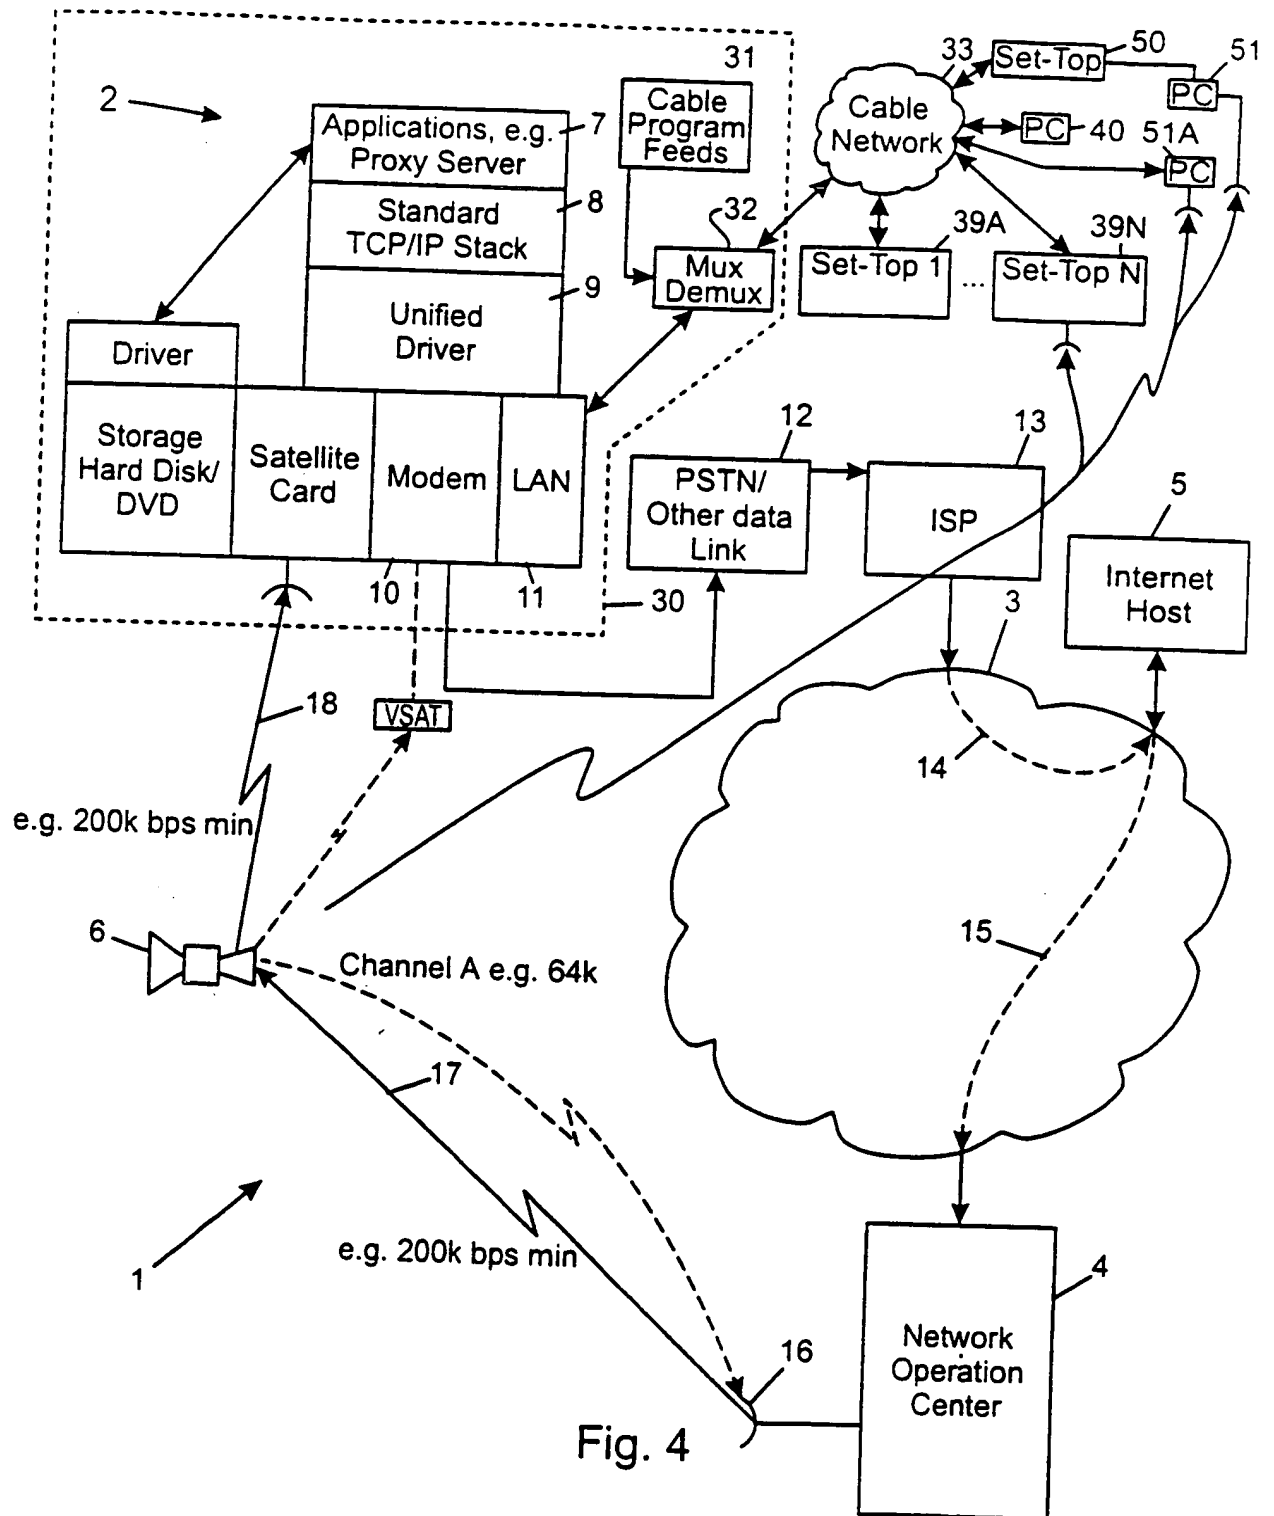 2
Applications, e.g.
Proxy Server
7
Standard
TCP/IP Stack
8
Unified
Driver
9
Driver
Storage
Hard Disk/
DVD
Satellite
Card
Modem
LAN
10
11
30
31
Cable
Program
Feeds
32
Mux
Demux
33
Cable
Network
Set-Top
50
51
PC
PC
40
51A
PC
39A
Set-Top 1
...
39N
Set-Top N
12
PSTN/
Other data
Link
13
ISP
5
Internet
Host
3
14
15
18
VSAT
e.g. 200k bps min
6
Channel A e.g. 64k
17
e.g. 200k bps min
1
16
4
Network
Operation
Center
Fig. 4